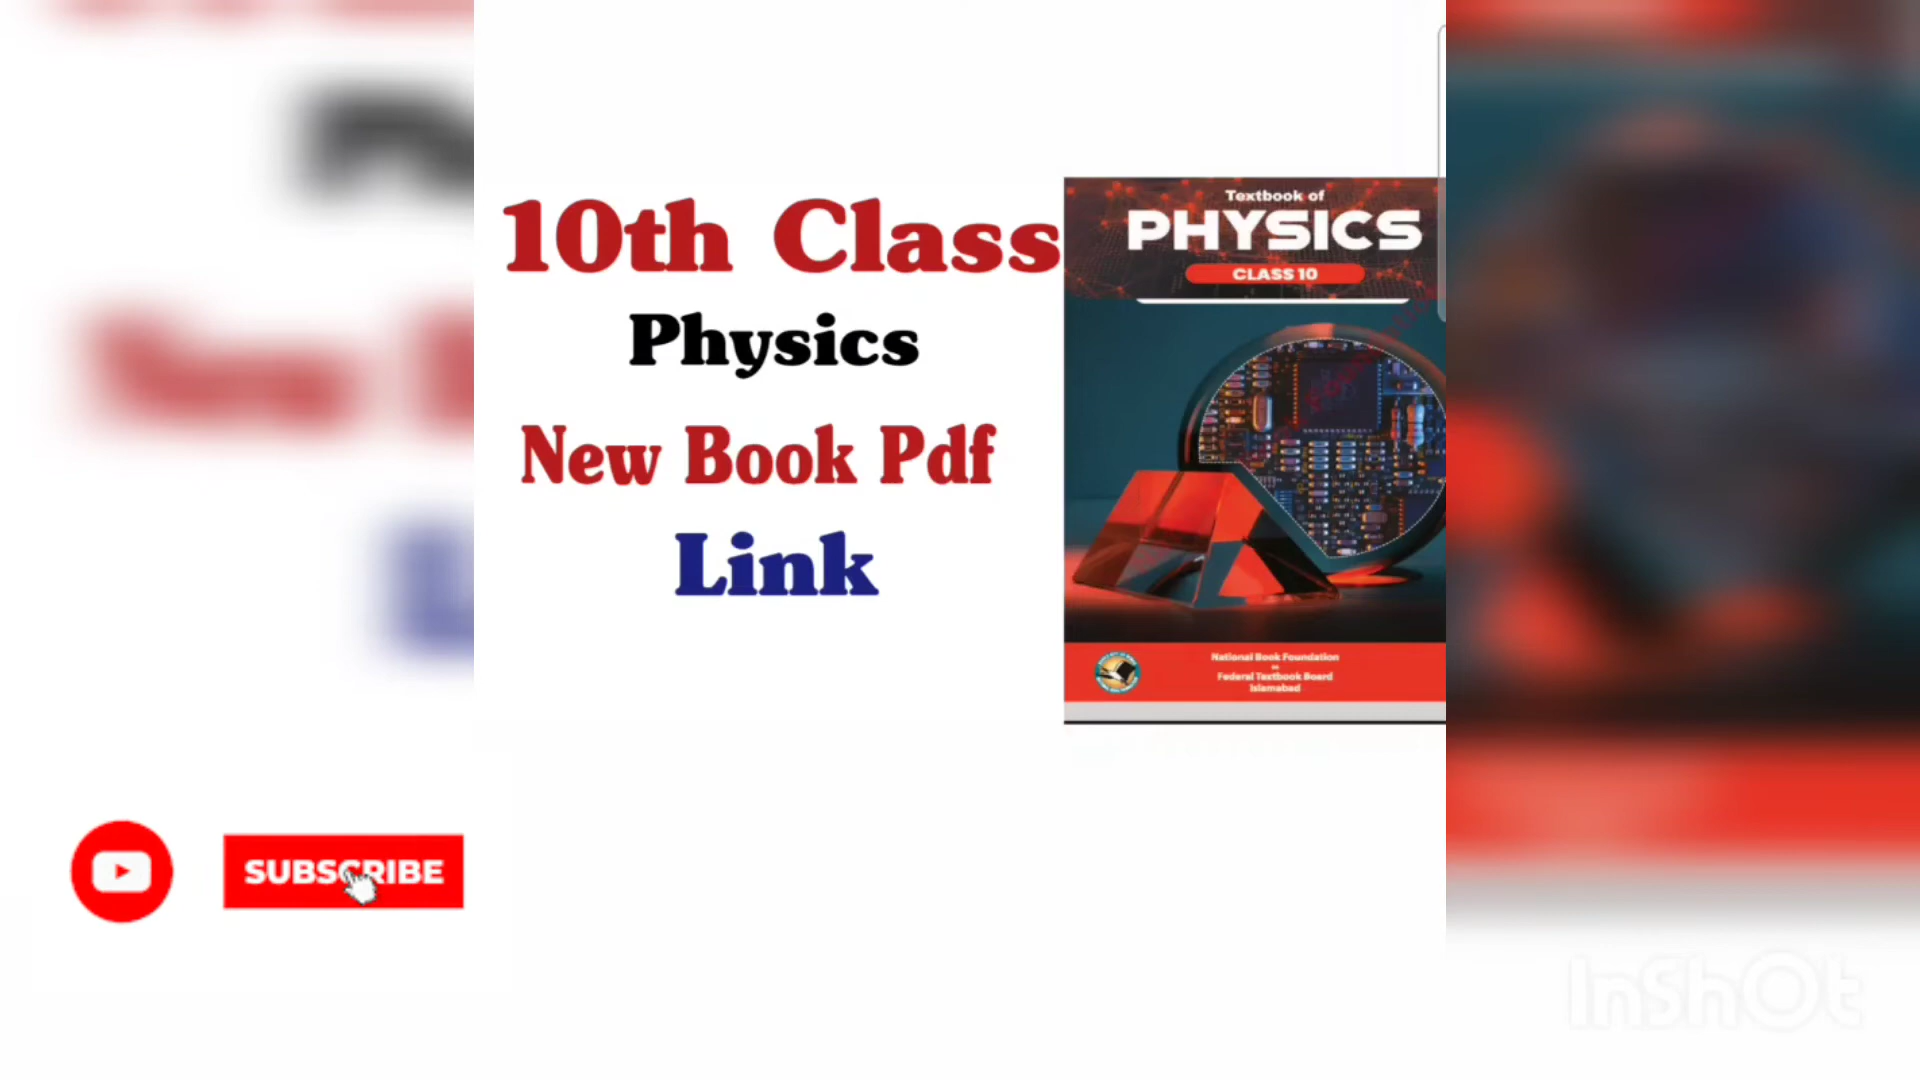 10th Class
Physics
New Book Pdf
Link
Textbook of
PHYSICS
CLASS 10
National Book Foundation
as
Federal Textbook Board
Islamabad
SUBSCRIBE
InShOt